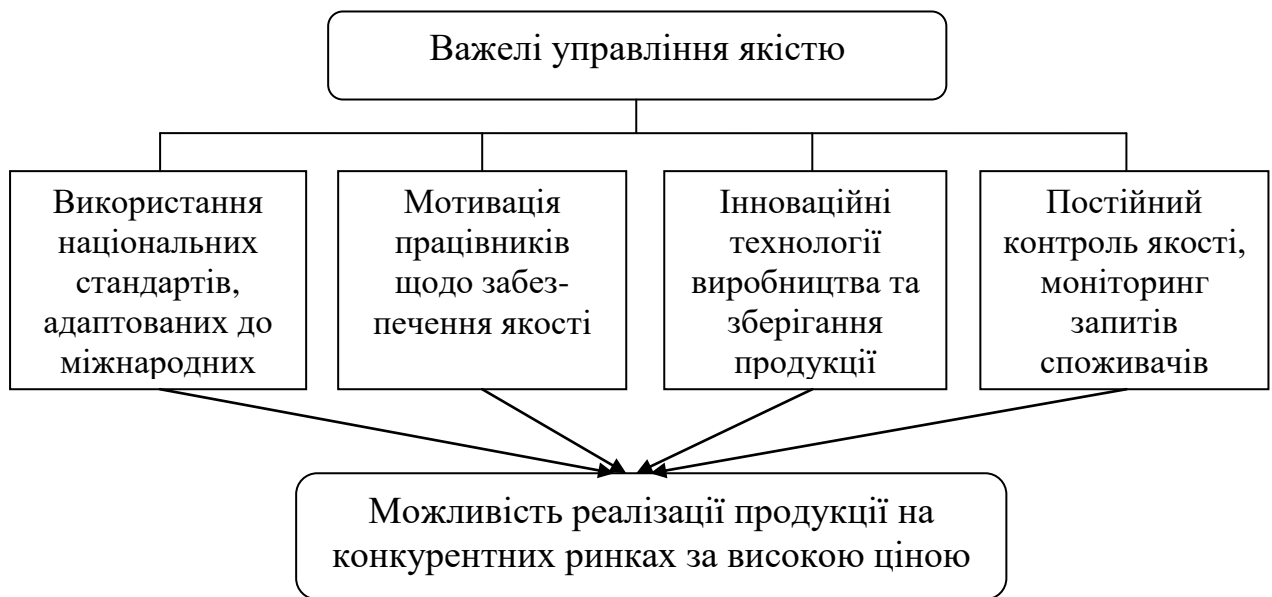 Важелі управління якістю
Використання
національних
стандартів,
адаптованих до
міжнародних
Мотивація
працівників
щодо забез-
печення якості
Інноваційні
технології
виробництва та
зберігання
продукції
Постійний
контроль якості,
моніторинг
запитів
споживачів
Можливість реалізації продукції на
конкурентних ринках за високою ціною